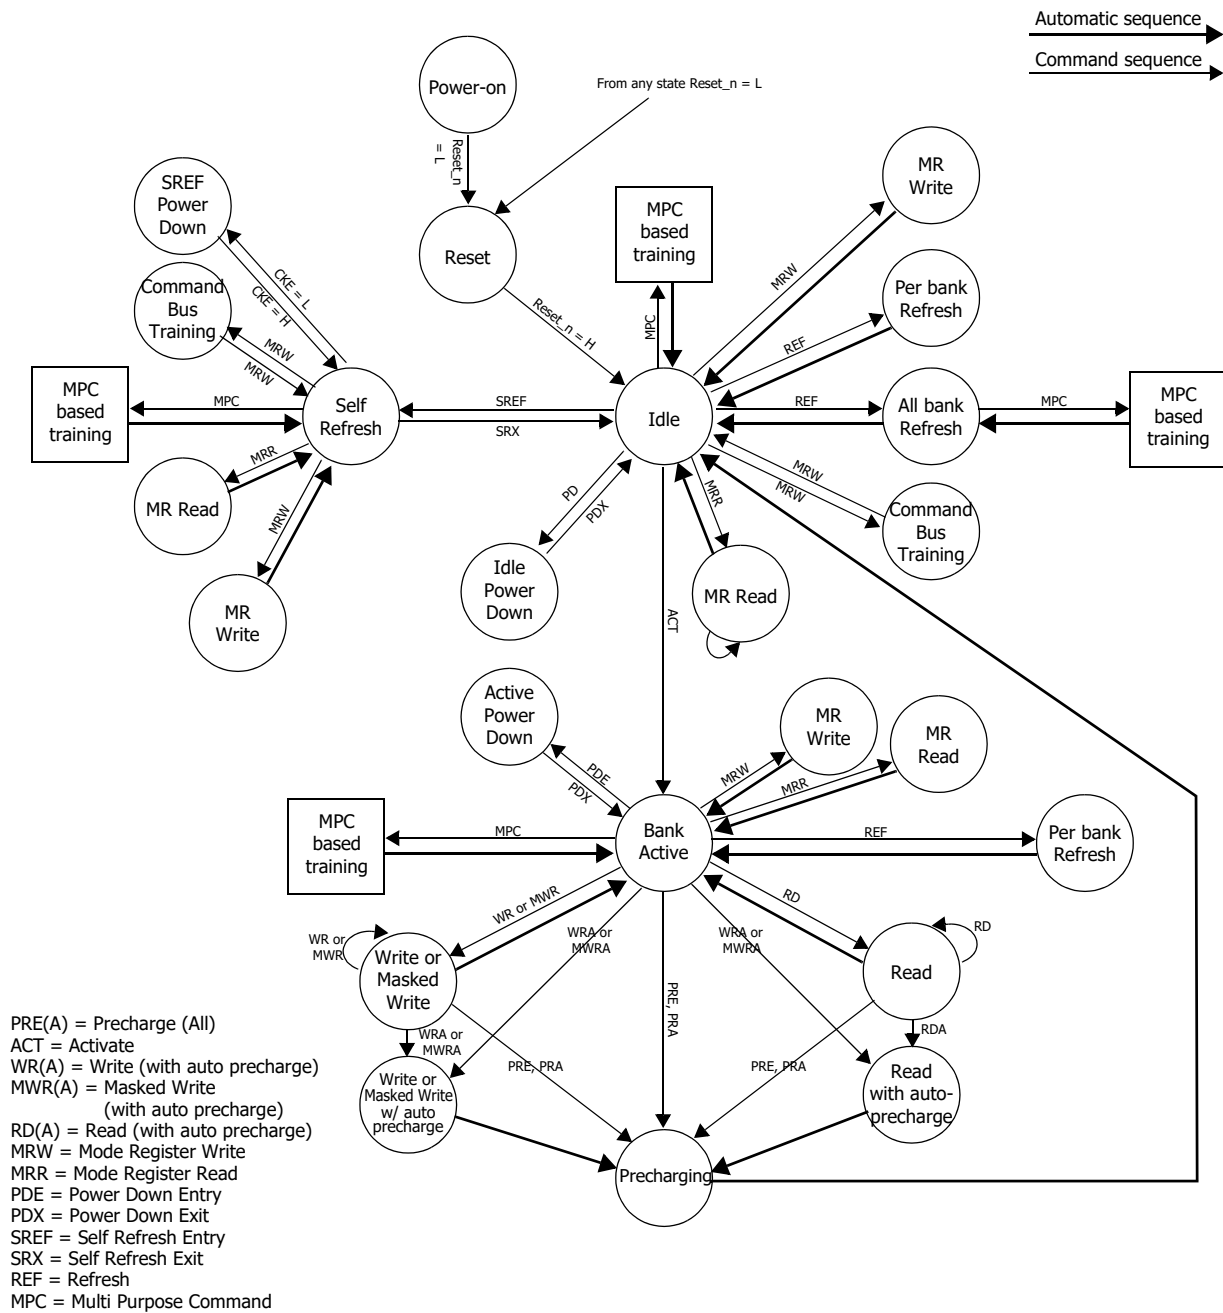 Automatic sequence
Command sequence
Power-on
From any state Reset_n = L
Reset_n
= L
Reset
Reset_n = H
MPC
based
training
MPC
MR
Write
MRW
Per bank
Refresh
REF
SREF
Power
Down
CKE = L
CKE = H
Command
Bus
Training
MRW
MRW
MPC
based
training
MPC
Self
Refresh
SREF
SRX
Idle
REF
All bank
Refresh
MPC
MPC
based
training
MRR
MR Read
MRW
MR
Write
PD
PDX
Idle
Power
Down
MRR
MR Read
MRW
MRW
Command
Bus
Training
ACT
Active
Power
Down
PDE
PDX
MR
Write
MRW
MR
Read
MRR
MPC
based
training
MPC
Bank
Active
REF
Per bank
Refresh
WR or MWR
WR or
MWR
Write or
Masked
Write
WRA or
MWRA
WRA or
MWRA
RD
RD
Read
PRE, PRA
WRA or
MWRA
PRE, PRA
PRE, PRA
RDA
Write or
Masked Write
w/ auto
precharge
Read
with auto-
precharge
Precharging
PRE(A) = Precharge (All)
ACT = Activate
WR(A) = Write (with auto precharge)
MWR(A) = Masked Write
(with auto precharge)
RD(A) = Read (with auto precharge)
MRW = Mode Register Write
MRR = Mode Register Read
PDE = Power Down Entry
PDX = Power Down Exit
SREF = Self Refresh Entry
SRX = Self Refresh Exit
REF = Refresh
MPC = Multi Purpose Command